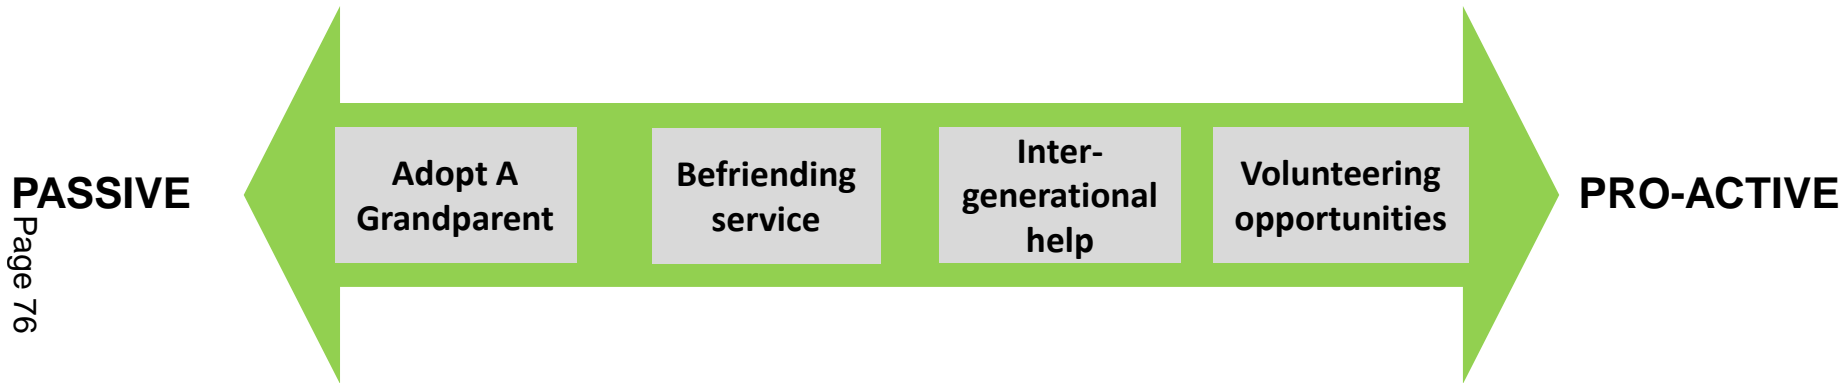 PASSIVE
Adopt A
Grandparent
Befriending
service
Inter-
generational
help
Volunteering
opportunities
PRO-ACTIVE
Page 76